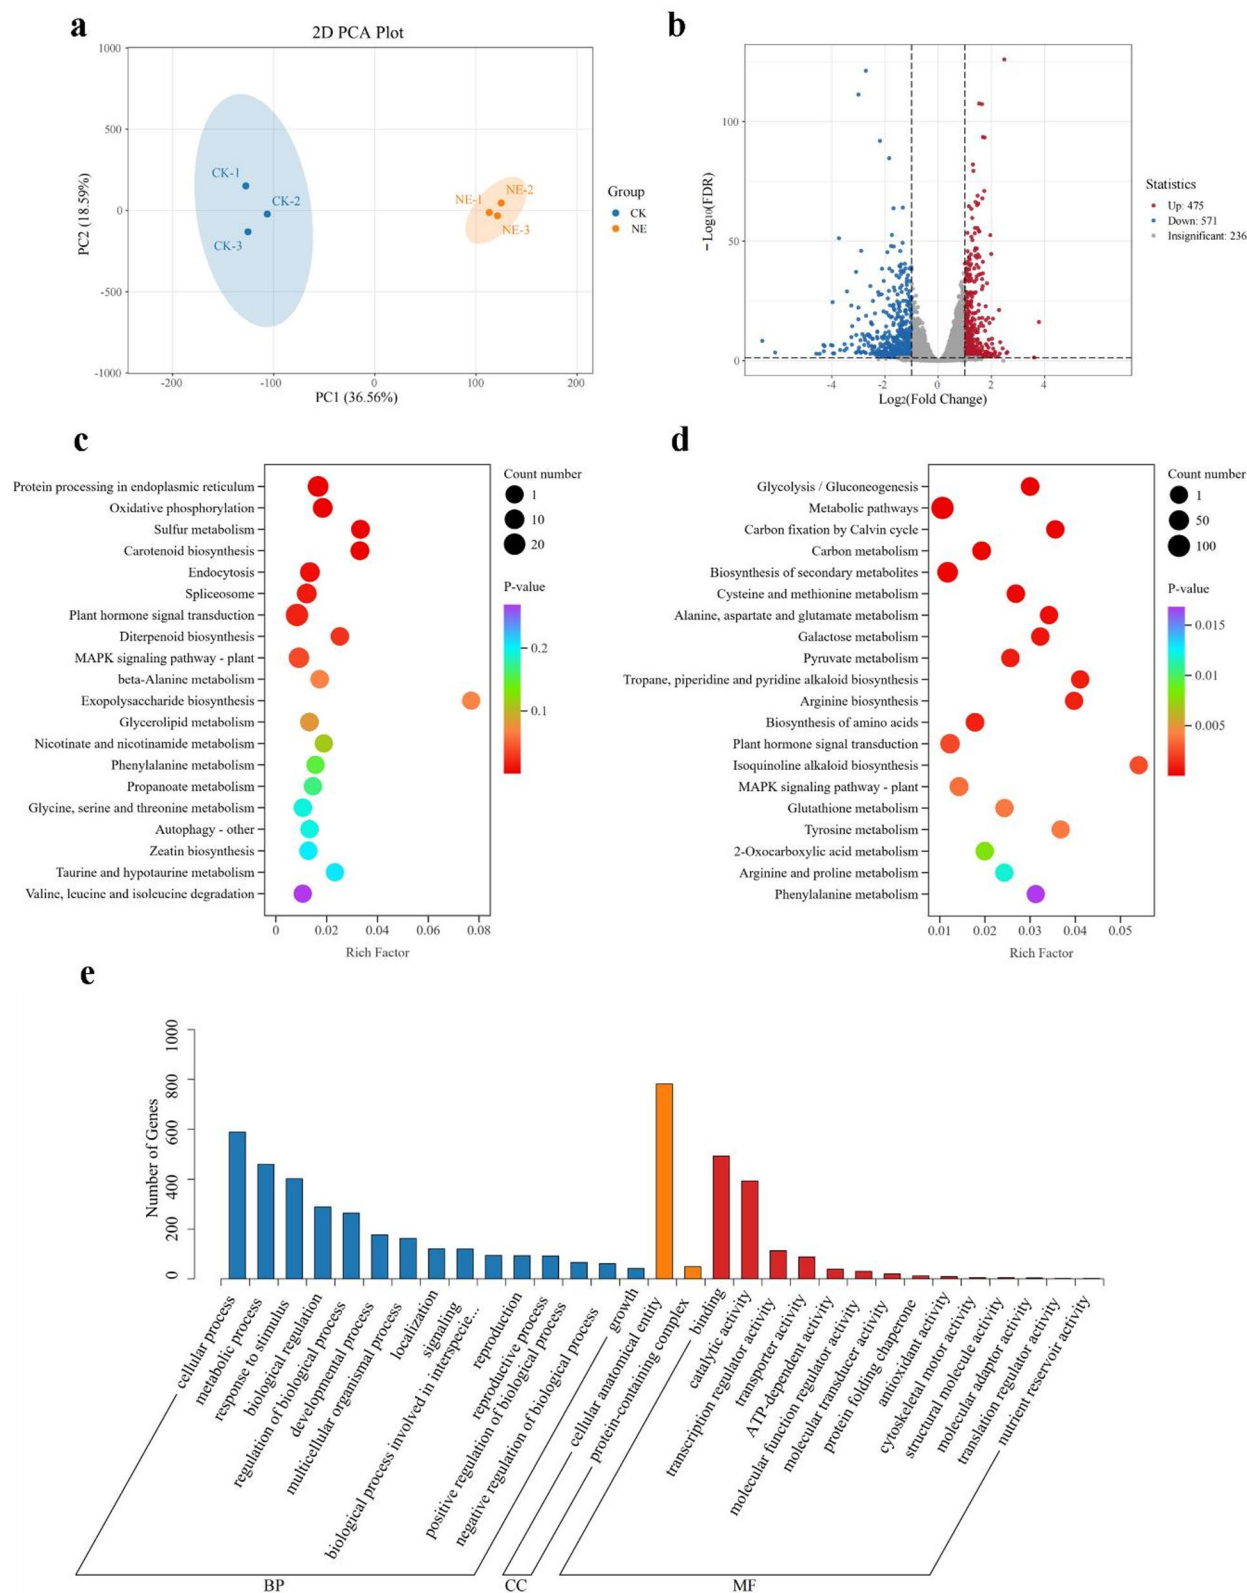 a
2D PCA Plot
1000
500
0
-500
-1000
PC2 (18.59%)
CK-1
CK-2
CK-3
NE-1
NE-2
NE-3
-200
-100
0
100
200
PC1 (36.56%)
Group
CK
NE
b
100
50
0
-Log10(FDR)
-4
-2
0
2
4
Log2(Fold Change)
Statistics
Up: 475
Down: 571
Insignificant: 236
c
Protein processing in endoplasmic reticulum
Oxidative phosphorylation
Sulfur metabolism
Carotenoid biosynthesis
Endocytosis
Spliceosome
Plant hormone signal transduction
Diterpenoid biosynthesis
MAPK signaling pathway - plant
beta-Alanine metabolism
Exopolysaccharide biosynthesis
Glycerolipid metabolism
Nicotinate and nicotinamide metabolism
Phenylalanine metabolism
Propanoate metabolism
Glycine, serine and threonine metabolism
Autophagy - other
Zeatin biosynthesis
Taurine and hypotaurine metabolism
Valine, leucine and isoleucine degradation
0
0.02
0.04
0.06
0.08
Rich Factor
Count number
1
10
20
P-value
0.2
0.1
d
Glycolysis / Gluconeogenesis
Metabolic pathways
Carbon fixation by Calvin cycle
Carbon metabolism
Biosynthesis of secondary metabolites
Cysteine and methionine metabolism
Alanine, aspartate and glutamate metabolism
Galactose metabolism
Pyruvate metabolism
Tropane, piperidine and pyridine alkaloid biosynthesis
Arginine biosynthesis
Biosynthesis of amino acids
Plant hormone signal transduction
Isoquinoline alkaloid biosynthesis
MAPK signaling pathway - plant
Glutathione metabolism
Tyrosine metabolism
2-Oxocarboxylic acid metabolism
Arginine and proline metabolism
Phenylalanine metabolism
0.01
0.02
0.03
0.04
0.05
Rich Factor
Count number
1
50
100
P-value
0.015
0.010
0.005
e
Number of Genes
1000
800
600
400
200
0
cellular process
metabolic process
response to stimulus
biological regulation
regulation of biological process
developmental process
multicellular organismal process
localization
signaling
biological process involved in interspecie...
reproduction
reproductive process
positive regulation of biological process
negative regulation of biological process
growth
cellular anatomical entity
protein-containing complex
binding
catalytic activity
transcription regulator activity
transporter activity
ATP-dependent activity
molecular function regulator activity
molecular transducer activity
protein folding chaperone
antioxidant activity
cytoskeletal motor activity
structural molecule activity
molecular adaptor activity
translation regulator activity
nutrient reservoir activity
BP
CC
MF